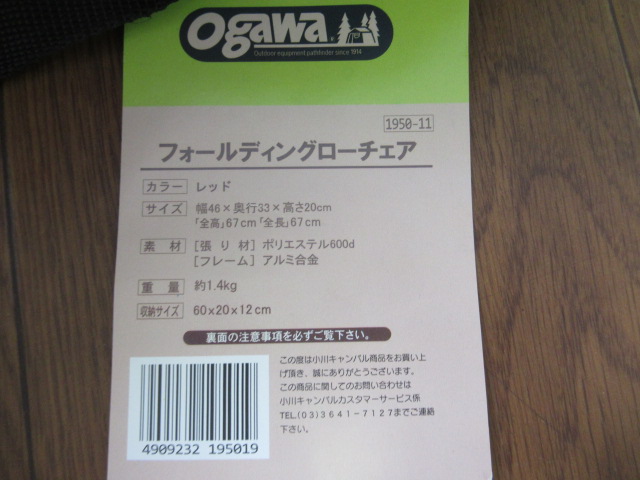 ogawa
Outdoor equipment pathfinder since 1914
1950-11
フォールディングローチェア
カラー レッド
サイズ 幅46×奥行33×高さ20cm
「全高」67cm「全長」67cm
素材 [張り材] ポリエステル600d
[フレーム] アルミ合金
重量 約1.4kg
収納サイズ 60x20×12cm
裏面の注意事項を必ずご覧下さい。
この度は小川キャンパル商品をお買い上
げ頂き、誠にありがとうございます。
この商品に関してのお問い合わせは
小川キャンパルカスタマーサービス係
TEL.(03)3641-7127までご連絡
下さい。
4909232 195019